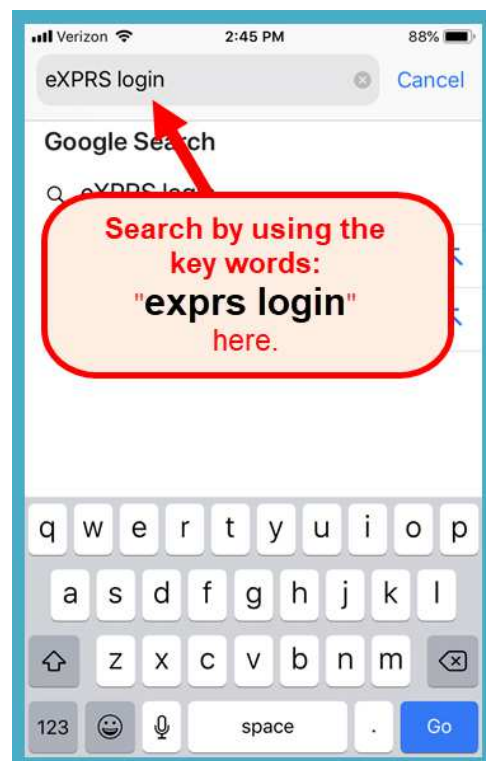 Verizon 2:45 PM 88%
eXPRS login Cancel
Google Search
Search by using the
key words:
"exprs login"
here.
q w e r t y u i o p
a s d f g h j k l
z x c v b n m
123 space . Go